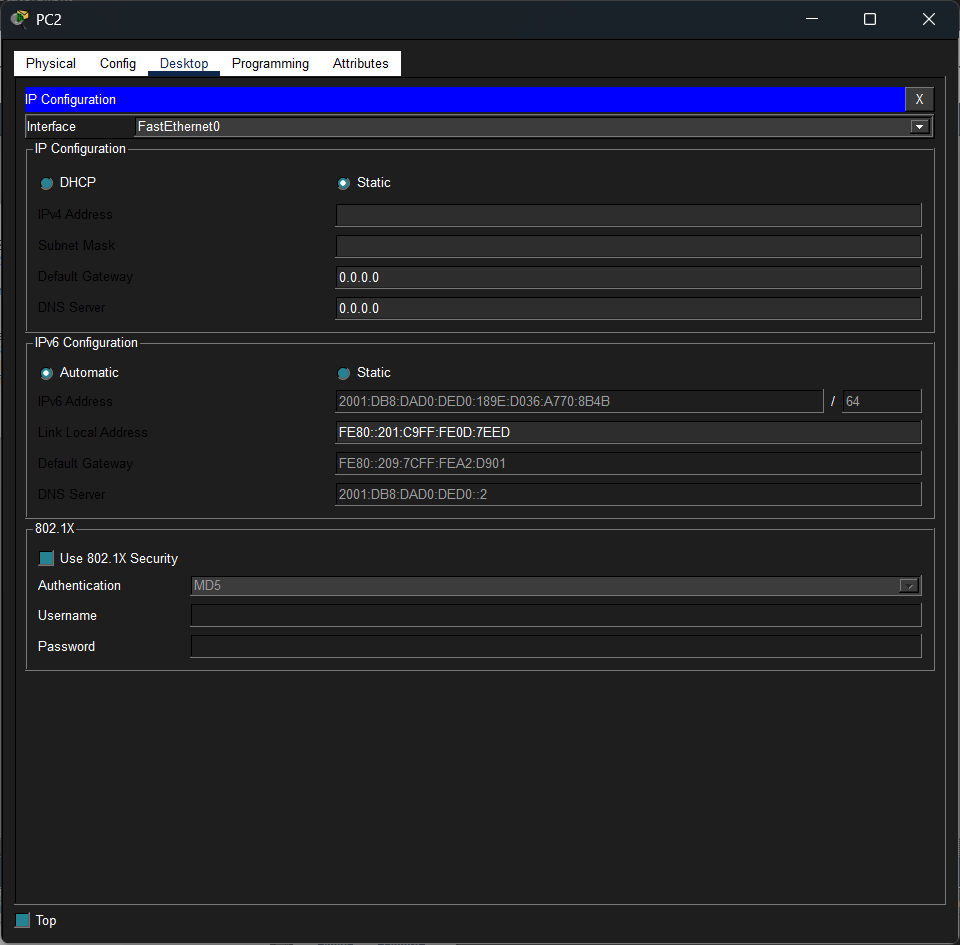 PC2
Physical Config Desktop Programming Attributes
IP Configuration X
Interface FastEthernet0
IP Configuration
DHCP Static
IPv4 Address
Subnet Mask
Default Gateway 0.0.0.0
DNS Server 0.0.0.0
IPv6 Configuration
Automatic Static
IPv6 Address 2001:DB8:DAD0:DED0:189E:D036:A770:8B4B / 64
Link Local Address FE80::201:C9FF:FE0D:7EED
Default Gateway FE80::209:7CFF:FEA2:D901
DNS Server 2001:DB8:DAD0:DED0::2
802.1X
Use 802.1X Security
Authentication MD5
Username
Password
Top